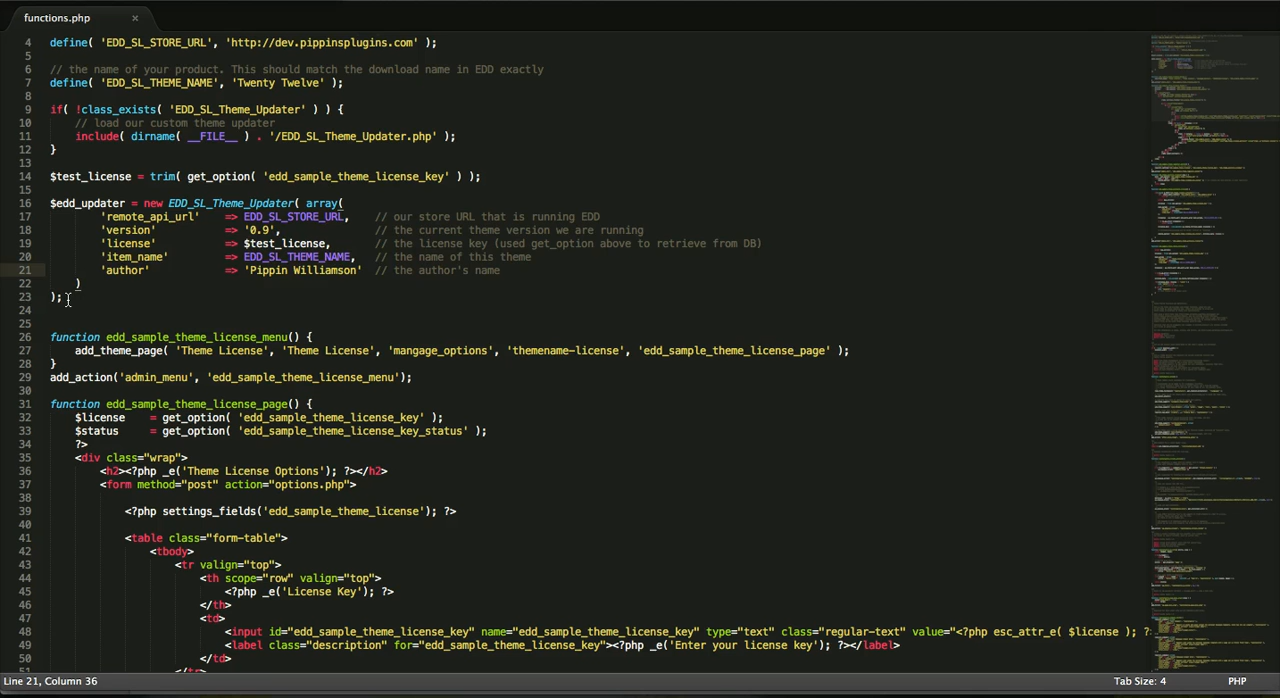 functions.php ×
4 define( 'EDD_SL_STORE_URL', 'http://dev.pippinsplugins.com' );
5
6 // the name of your product. This should match the download name in EDD exactly
7 define( 'EDD_SL_THEME_NAME', 'Twenty Twelve' );
8
9 if( !class_exists( 'EDD_SL_Theme_Updater' ) ) {
10 // load our custom theme updater
11 include( dirname( __FILE__ ) . '/EDD_SL_Theme_Updater.php' );
12 }
13
14 $test_license = trim( get_option( 'edd_sample_theme_license_key' ) );
15
16 $edd_updater = new EDD_SL_Theme_Updater( array(
17 'remote_api_url' => EDD_SL_STORE_URL, // our store URL that is running EDD
18 'version' => '0.9', // the current theme version we are running
19 'license' => $test_license, // the license key (used get_option above to retrieve from DB)
20 'item_name' => EDD_SL_THEME_NAME, // the name of this theme
21 'author' => 'Pippin Williamson' // the author's name
22 )
23 );
24
25
26 function edd_sample_theme_license_menu() {
27 add_theme_page( 'Theme License', 'Theme License', 'mangage_options', 'themename-license', 'edd_sample_theme_license_page' );
28 }
29 add_action('admin_menu', 'edd_sample_theme_license_menu');
30
31 function edd_sample_theme_license_page() {
32 $license = get_option( 'edd_sample_theme_license_key' );
33 $status = get_option( 'edd_sample_theme_license_key_status' );
34 ?>
35 <div class="wrap">
36 <h2><?php _e('Theme License Options'); ?></h2>
37 <form method="post" action="options.php">
38
39 <?php settings_fields('edd_sample_theme_license'); ?>
40
41 <table class="form-table">
42 <tbody>
43 <tr valign="top">
44 <th scope="row" valign="top">
45 <?php _e('License Key'); ?>
46 </th>
47 <td>
48 <input id="edd_sample_theme_license_key" name="edd_sample_theme_license_key" type="text" class="regular-text" value="<?php esc_attr_e( $license ); ?
49 <label class="description" for="edd_sample_theme_license_key"><?php _e('Enter your license key'); ?></label>
50 </td>
Line 21, Column 36 Tab Size: 4 PHP